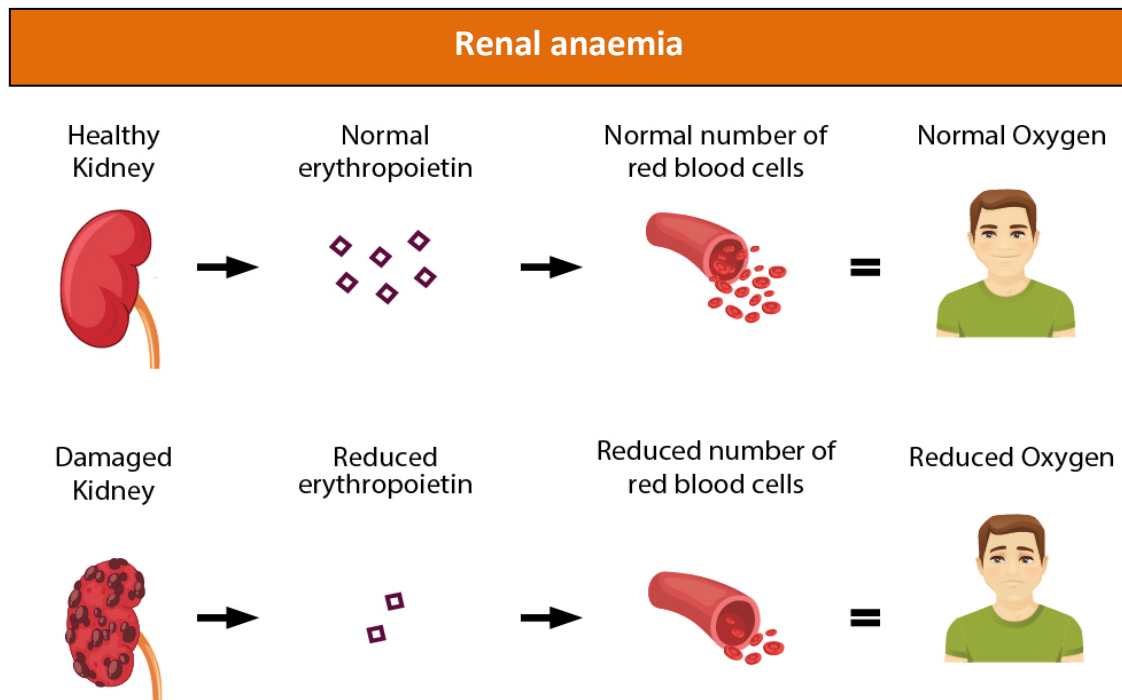 Renal anaemia
Healthy
Kidney
Normal
erythropoietin
Normal number of
red blood cells
Normal Oxygen
=
Damaged
Kidney
Reduced
erythropoietin
Reduced number of
red blood cells
Reduced Oxygen
=